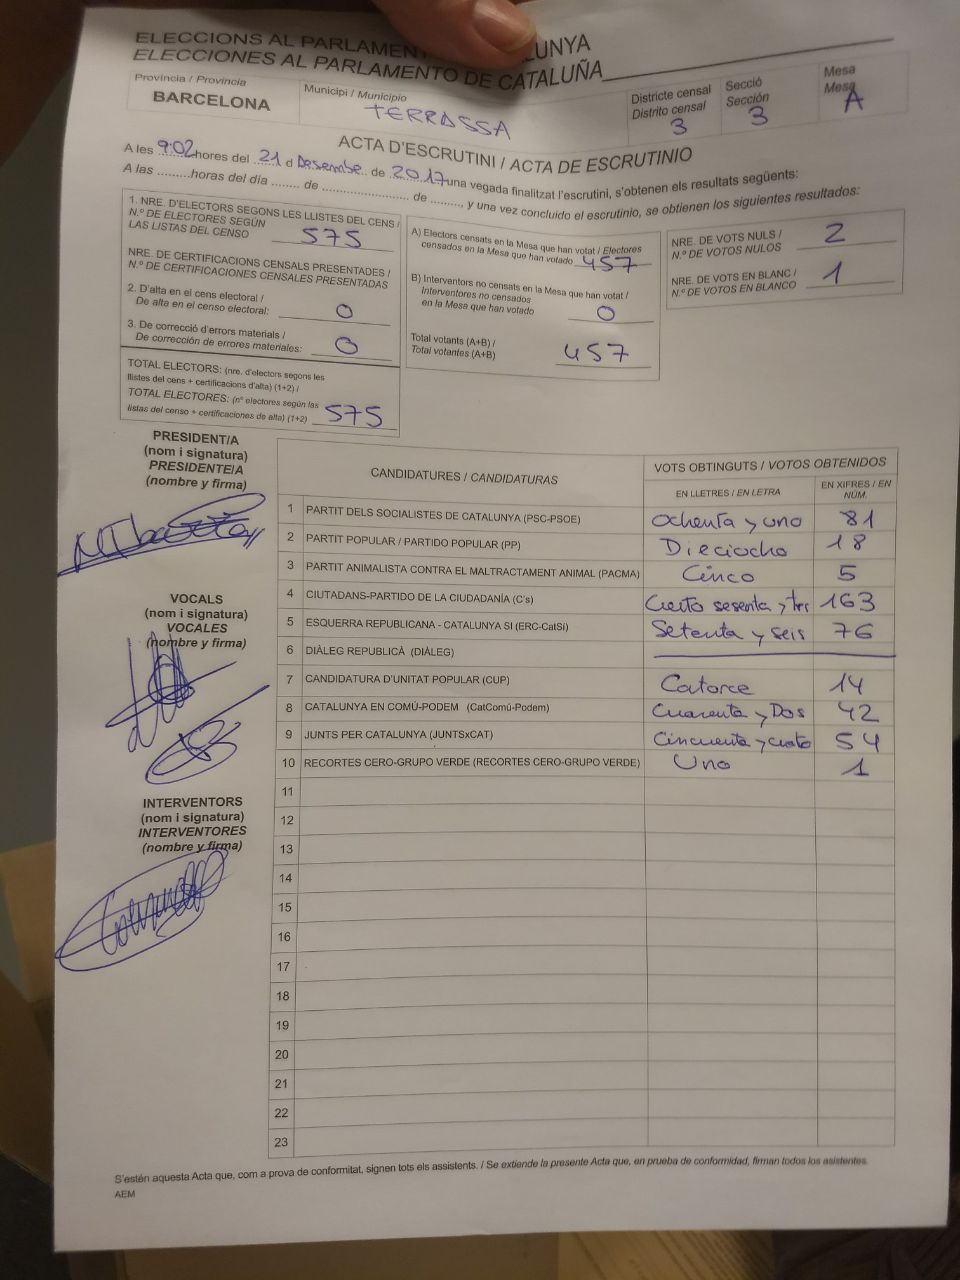 ELECCIONS AL PARLAMENT CATALUNYA
ELECCIONES AL PARLAMENTO DE CATALUÑA
Província / Provincia
BARCELONA
Municipi / Municipio
TERRASSA
Districte censal
Distrito censal
3
Secció
Sección
3
Mesa
Mesa
A
ACTA D'ESCRUTINI / ACTA DE ESCRUTINIO
A les 9:02 hores del 21 d Desembre de 2017 una vegada finalitzat l'escrutini, s'obtenen els resultats següents:
A las .........horas del día ........ de ........................ de ........., y una vez concluido el escrutinio, se obtienen los siguientes resultados:
1. NRE. D'ELECTORS SEGONS LES LLISTES DEL CENS /
N.º DE ELECTORES SEGÚN
LAS LISTAS DEL CENSO 575
NRE. DE CERTIFICACIONS CENSALS PRESENTADES /
N.º DE CERTIFICACIONES CENSALES PRESENTADAS
2. D'alta en el cens electoral /
De alta en el censo electoral: 0
3. De correcció d'errors materials /
De corrección de errores materiales: 0
TOTAL ELECTORS: (nre. d'electors segons les
llistes del cens + certificacions d'alta) (1+2) /
TOTAL ELECTORES: (nº electores según las
listas del censo + certificaciones de alta) (1+2) 575
A) Electors censats en la Mesa que han votat / Electores
censados en la Mesa que han votado 457
B) Interventors no censats en la Mesa que han votat /
Interventores no censados
en la Mesa que han votado 0
Total votants (A+B) /
Total votantes (A+B) 457
NRE. DE VOTS NULS /
N.º DE VOTOS NULOS 2
NRE. DE VOTS EN BLANC /
N.º DE VOTOS EN BLANCO 1
PRESIDENT/A
(nom i signatura)
PRESIDENTE/A
(nombre y firma)
VOCALS
(nom i signatura)
VOCALES
(nombre y firma)
INTERVENTORS
(nom i signatura)
INTERVENTORES
(nombre y firma)
CANDIDATURES / CANDIDATURAS
VOTS OBTINGUTS / VOTOS OBTENIDOS
EN LLETRES / EN LETRA
EN XIFRES / EN NÚM.
1 PARTIT DELS SOCIALISTES DE CATALUNYA (PSC-PSOE) ochenta y uno 81
2 PARTIT POPULAR / PARTIDO POPULAR (PP) Dieciocho 18
3 PARTIT ANIMALISTA CONTRA EL MALTRACTAMENT ANIMAL (PACMA) Cinco 5
4 CIUTADANS-PARTIDO DE LA CIUDADANÍA (C's) Ciento sesenta y tres 163
5 ESQUERRA REPUBLICANA - CATALUNYA SI (ERC-CatSí) Setenta y seis 76
6 DIÀLEG REPUBLICÀ (DIÀLEG)
7 CANDIDATURA D'UNITAT POPULAR (CUP) Catorce 14
8 CATALUNYA EN COMÚ-PODEM (CatComú-Podem) Cuarenta y Dos 42
9 JUNTS PER CATALUNYA (JUNTSxCAT) Cincuenta y cuatro 54
10 RECORTES CERO-GRUPO VERDE (RECORTES CERO-GRUPO VERDE) Uno 1
11
12
13
14
15
16
17
18
19
20
21
22
23
S'estén aquesta Acta que, com a prova de conformitat, signen tots els assistents. / Se extiende la presente Acta que, en prueba de conformidad, firman todos los asistentes.
AEM